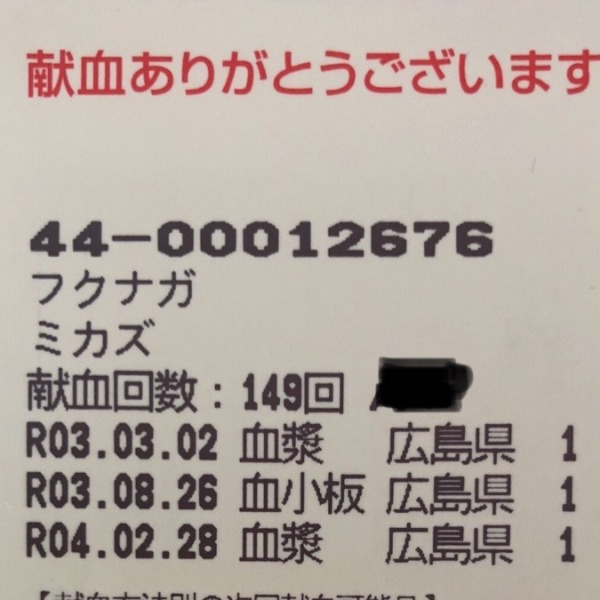 献血ありがとうございます
44-00012676
フクナガ
ミカズ
献血回数：149回
R03.03.02 血漿 広島県 1
R03.08.26 血小板 広島県 1
R04.02.28 血漿 広島県 1